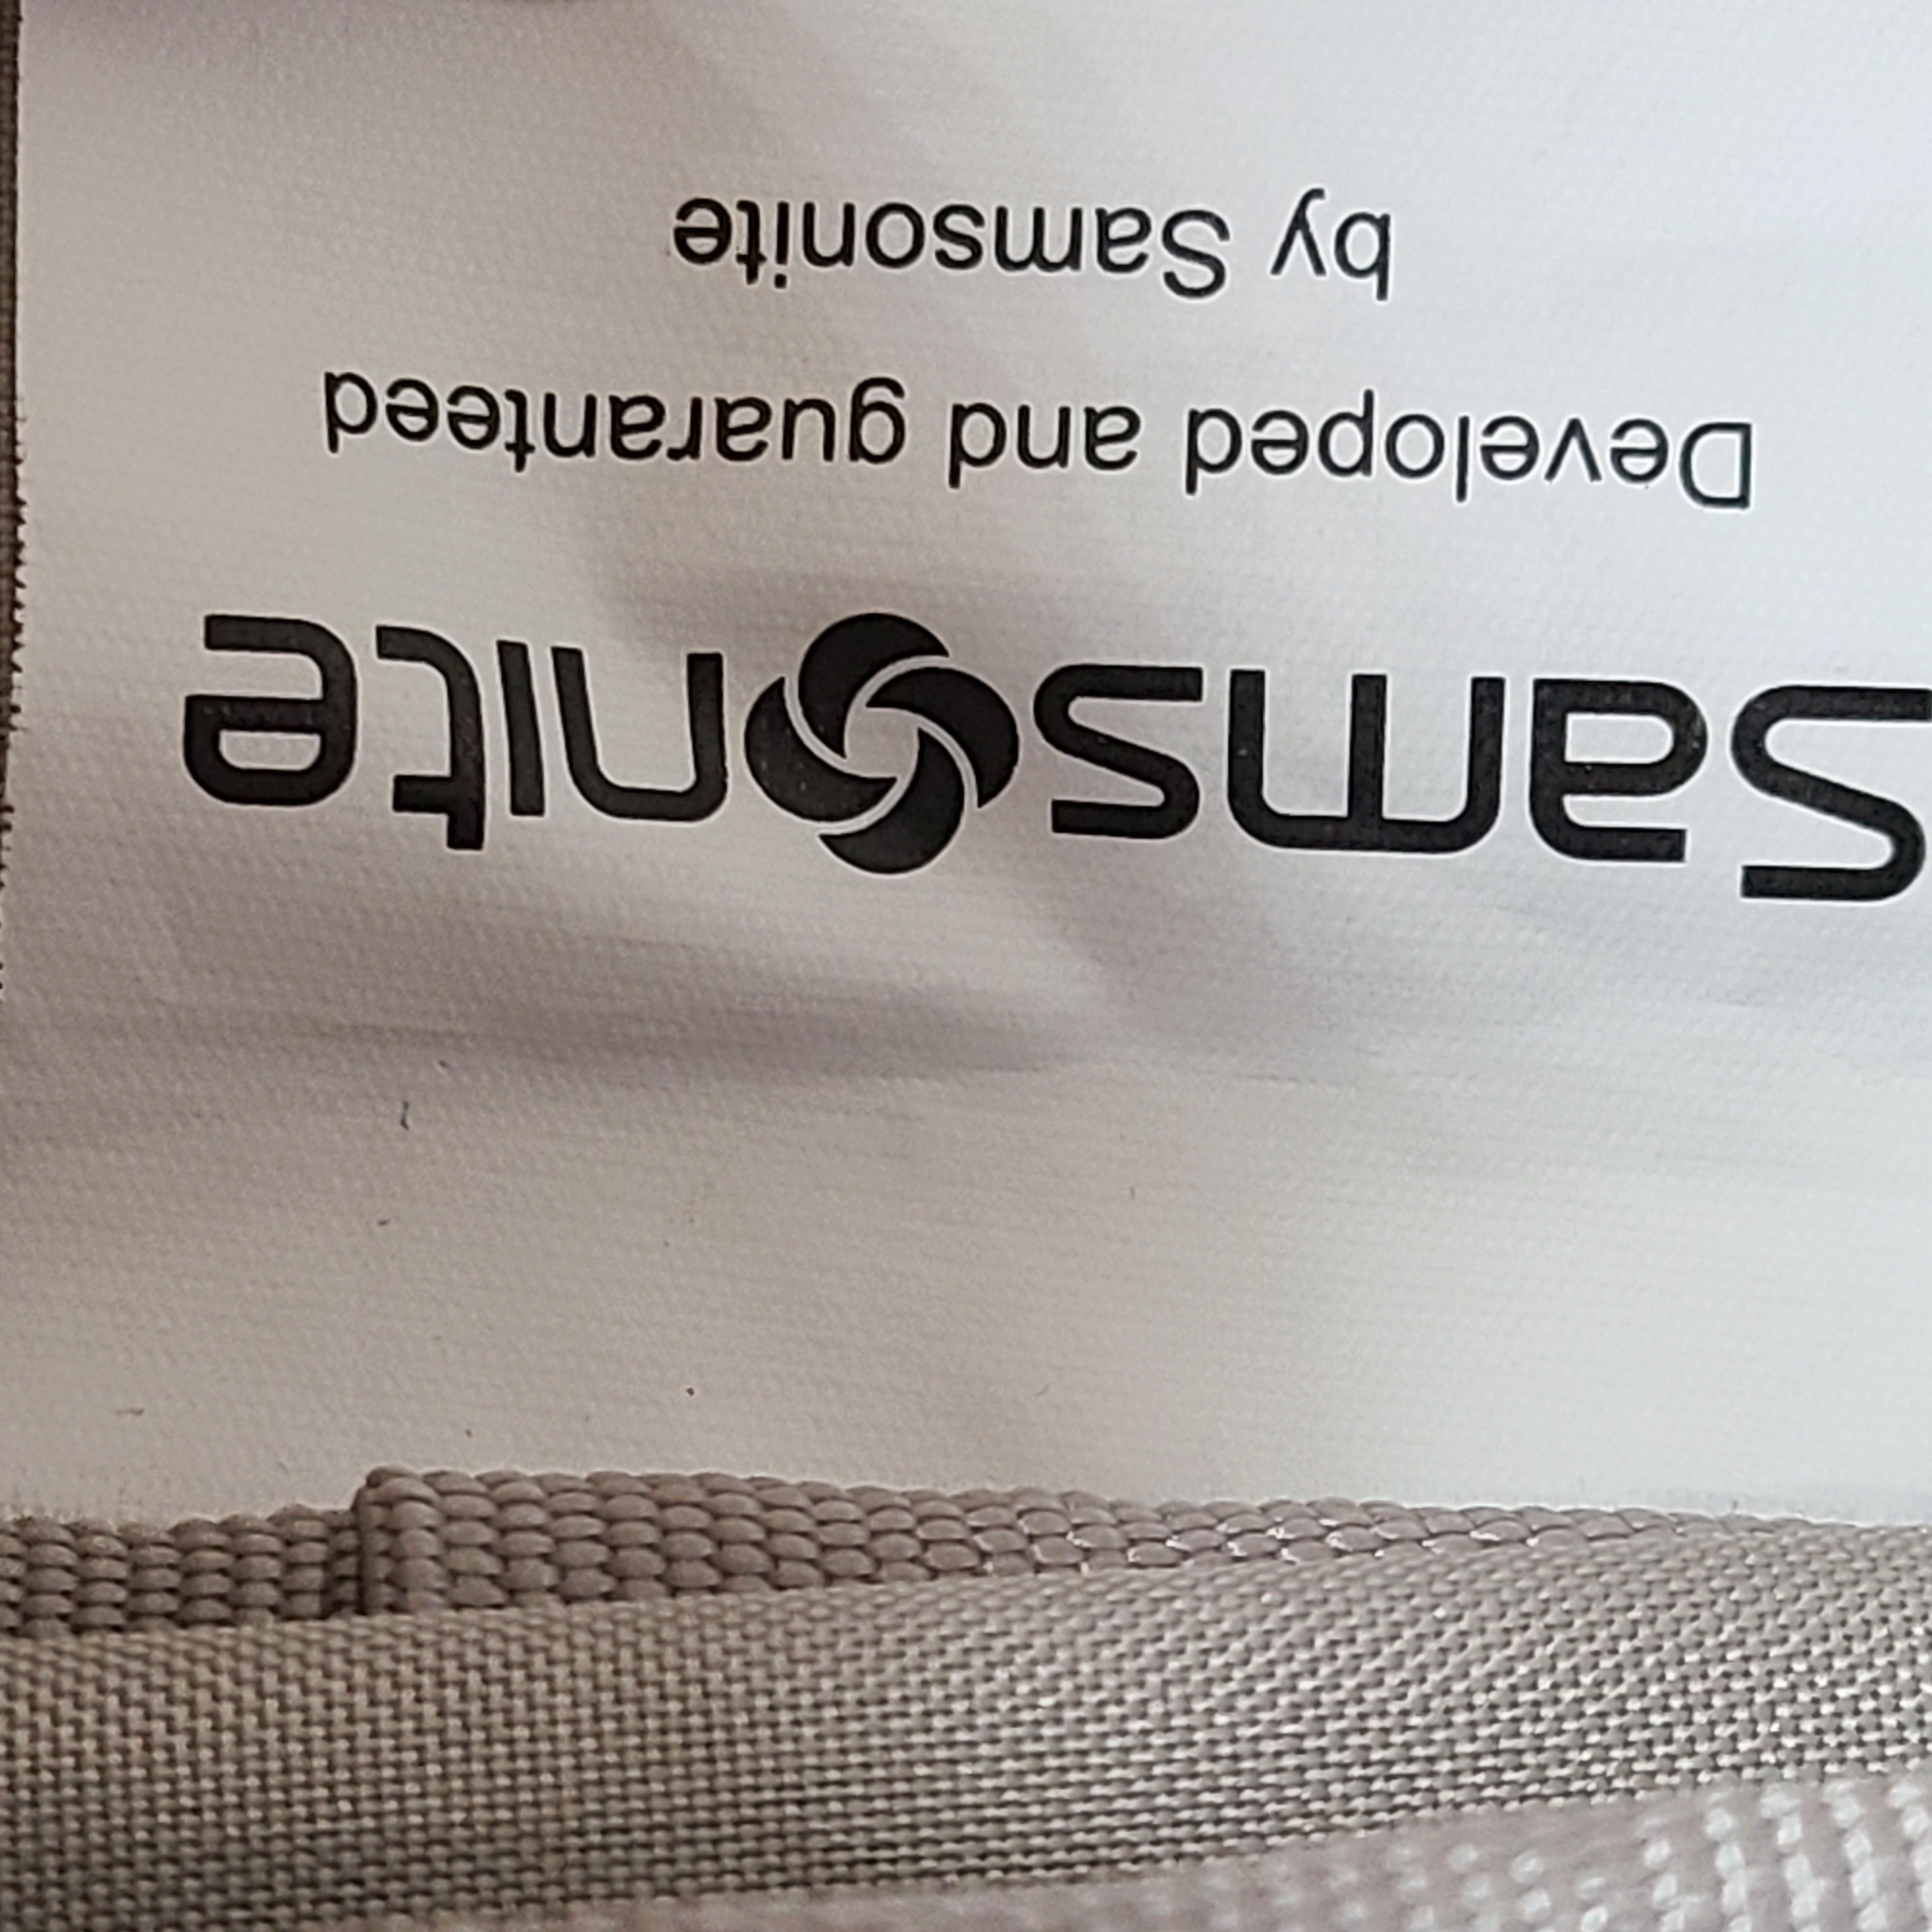 Samsonite
Developed and guaranteed
by Samsonite